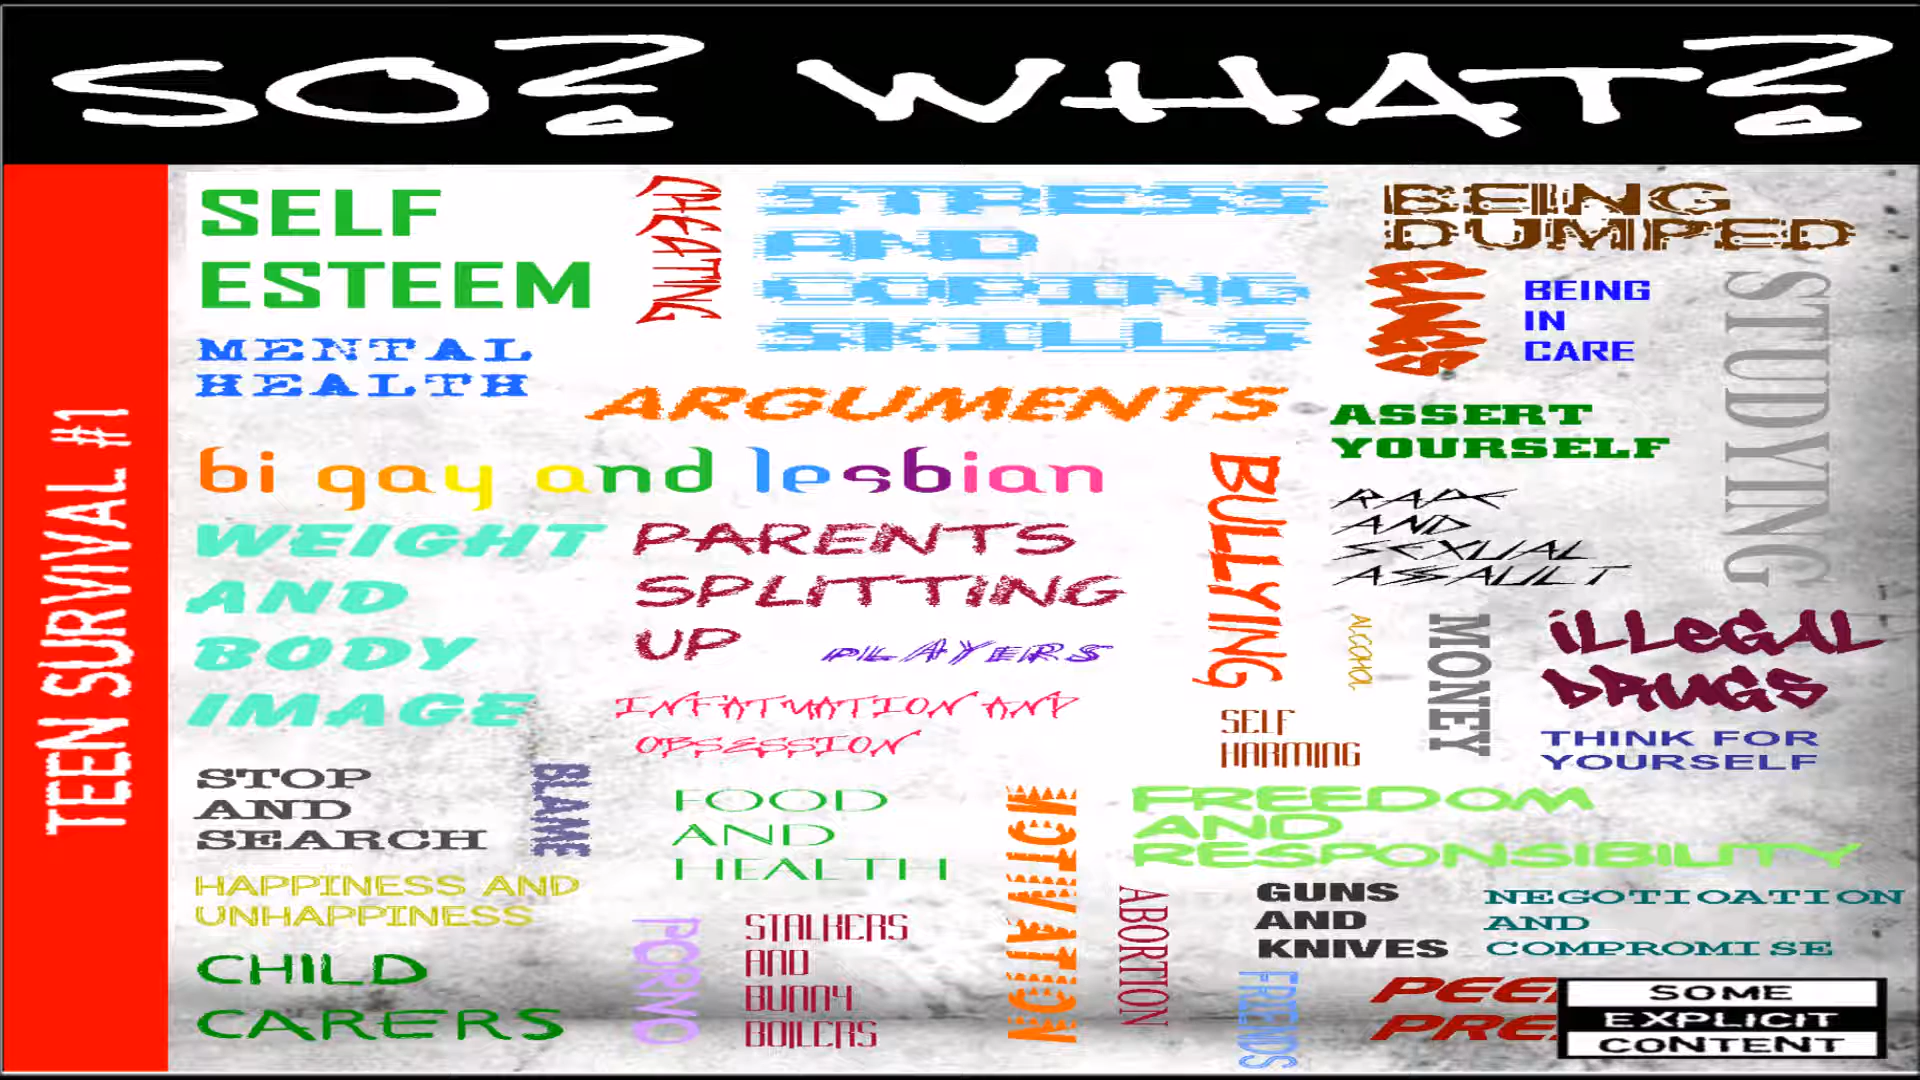 SO? WHAT?
TEEN SURVIVAL #1
SELF
ESTEEM
CHEATING
STRESS
AND
COPING
SKILLS
BEING
DUMPED
GANGS
BEING
IN
CARE
STUDYING
MENTAL
HEALTH
ARGUMENTS
ASSERT
YOURSELF
bi gay and lesbian
BULLYING
RAPE
AND
SEXUAL
ASSAULT
WEIGHT
AND
BODY
IMAGE
PARENTS
SPLITTING
UP
PLAYERS
ALCOHOL
MONEY
iLLeGAL
DRUGS
INFATUATION AND
OBSESSION
SELF
HARMING
THINK FOR
YOURSELF
STOP
AND
SEARCH
BLAME
FOOD
AND
HEALTH
MOTIVATION
FREEDOM
AND
RESPONSIBILITY
HAPPINESS AND
UNHAPPINESS
PORNO
STALKERS
AND
BUNNY
BOILERS
ABORTION
GUNS
AND
KNIVES
NEGOTIOATION
AND
COMPROMISE
CHILD
CARERS
FRIENDS
PEE
PRE
SOME
EXPLICIT
CONTENT